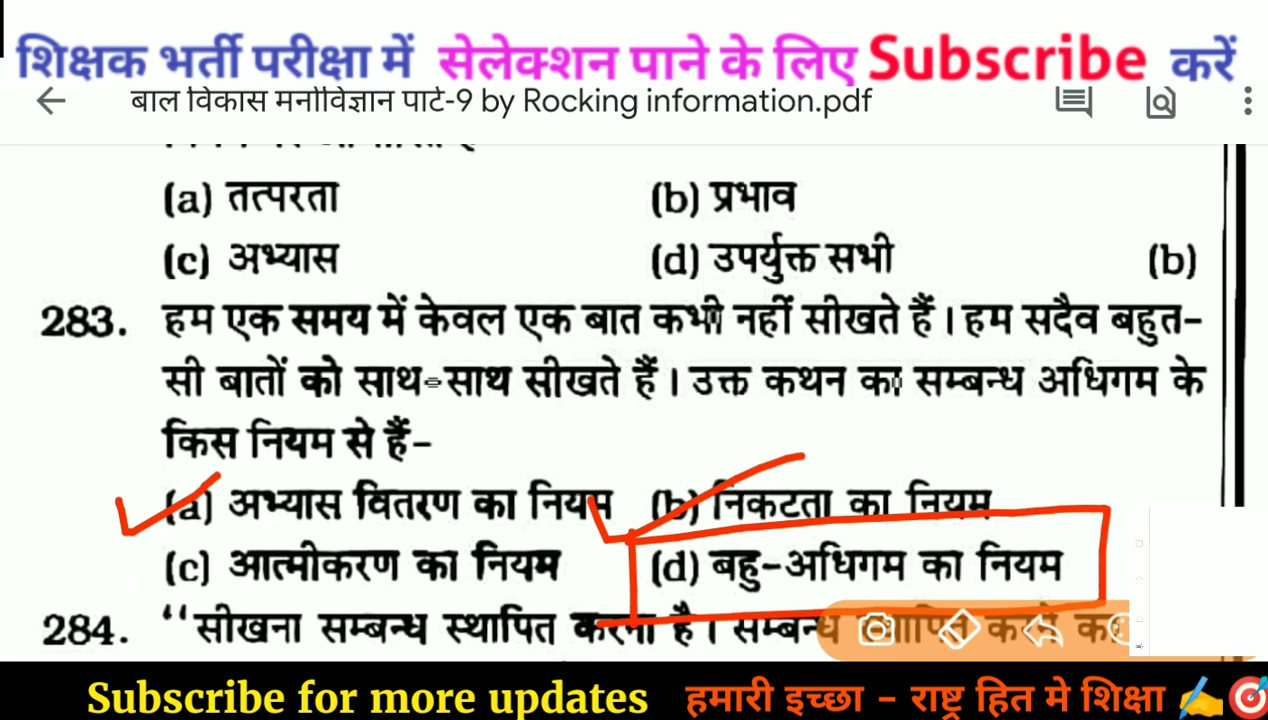 शिक्षक भर्ती परीक्षा में सेलेक्शन पाने के लिए Subscribe करें
बाल विकास मनोविज्ञान पार्ट-9 by Rocking information.pdf
(a) तत्परता (b) प्रभाव
(c) अभ्यास (d) उपर्युक्त सभी (b)
283. हम एक समय में केवल एक बात कभी नहीं सीखते हैं। हम सदैव बहुत-
सी बातों को साथ-साथ सीखते हैं। उक्त कथन का सम्बन्ध अधिगम के
किस नियम से हैं-
(a) अभ्यास वितरण का नियम (b) निकटता का नियम
(c) आत्मीकरण का नियम (d) बहु-अधिगम का नियम
284. ‘‘सीखना सम्बन्ध स्थापित करना है। सम्बन्ध स्थापित
Subscribe for more updates हमारी इच्छा - राष्ट्र हित मे शिक्षा